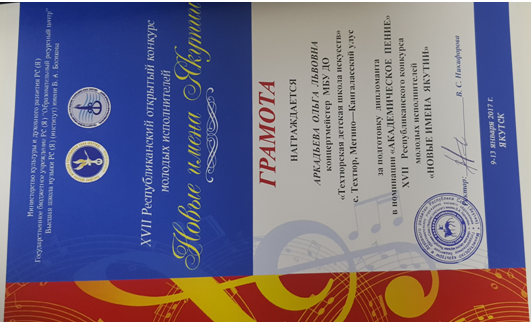 Министерство культуры и духовного развития РС (Я)
Государственное бюджетное учреждение РС (Я) "Образовательный ресурсный центр"
Высшая школа музыки РС (Я) (институт) имени В. А. Босикова
XVII Республиканский открытый конкурс
молодых исполнителей
Новые имена Якутии
ГРАМОТА
НАГРАЖДАЕТСЯ
АРКАДЬЕВА ОЛЬГА ЛЬВОВНА
концертмейстер МБУ ДО
«Техтюрская детская школа искусств»
с. Техтюр, Мегино-Кангаласский улус
за подготовку дипломанта
в номинации «АКАДЕМИЧЕСКОЕ ПЕНИЕ»
XVII Республиканского конкурса
молодых исполнителей
«НОВЫЕ ИМЕНА ЯКУТИИ»
Ректор: В. С. Никифорова
9-13 января 2017 г.
ЯКУТСК